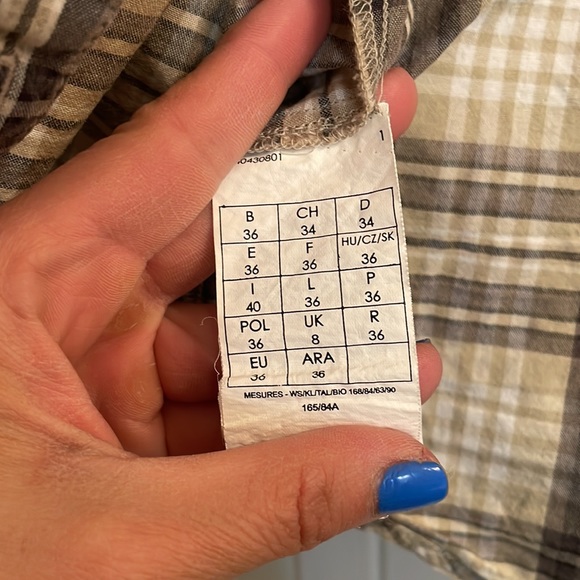 1
0430801
B CH D
36 34 34
E F HU/CZ/SK
36 36 36
I L P
40 36 36
POL UK R
36 8 36
EU ARA
36 36
MESURES - WS/KL/TAL/BIO 168/84/63/90
165/84A